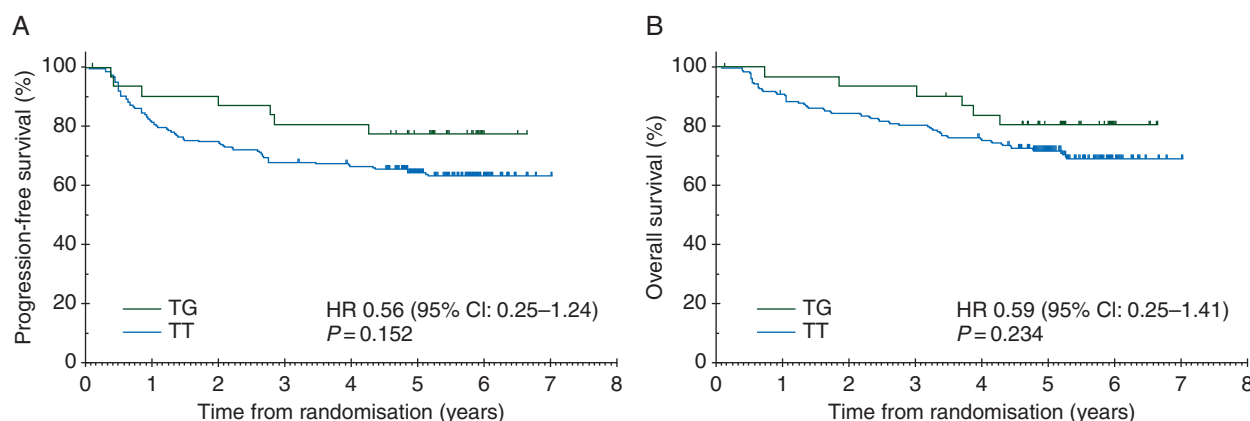 A
Progression-free survival (%)
100
80
60
40
20
0
TG
TT
HR 0.56 (95% CI: 0.25–1.24)
P = 0.152
0 1 2 3 4 5 6 7 8
Time from randomisation (years)
B
Overall survival (%)
100
80
60
40
20
0
TG
TT
HR 0.59 (95% CI: 0.25–1.41)
P = 0.234
0 1 2 3 4 5 6 7 8
Time from randomisation (years)